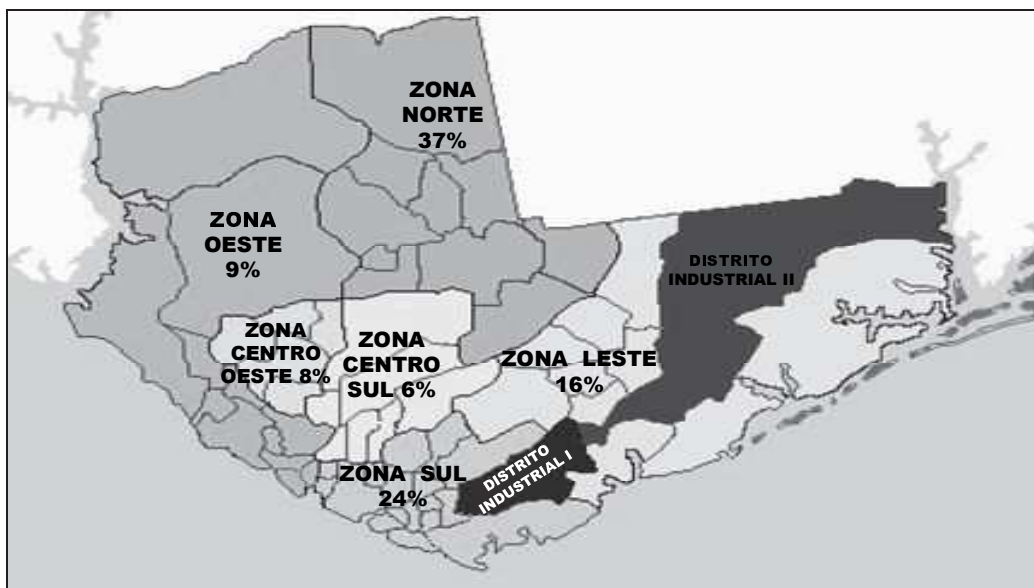 ZONA
NORTE
37%
ZONA
OESTE
9%
DISTRITO
INDUSTRIAL II
ZONA
CENTRO
OESTE 8%
ZONA
CENTRO
SUL 6%
ZONA LESTE
16%
ZONA SUL
24%
DISTRITO
INDUSTRIAL I